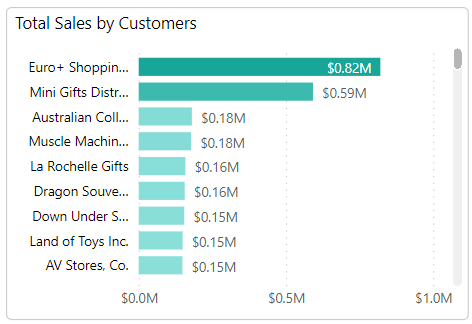 Total Sales by Customers
Euro+ Shoppin... $0.82M
Mini Gifts Distr... $0.59M
Australian Coll... $0.18M
Muscle Machin... $0.18M
La Rochelle Gifts $0.16M
Dragon Souve... $0.16M
Down Under S... $0.15M
Land of Toys Inc. $0.15M
AV Stores, Co. $0.15M
$0.0M $0.5M $1.0M